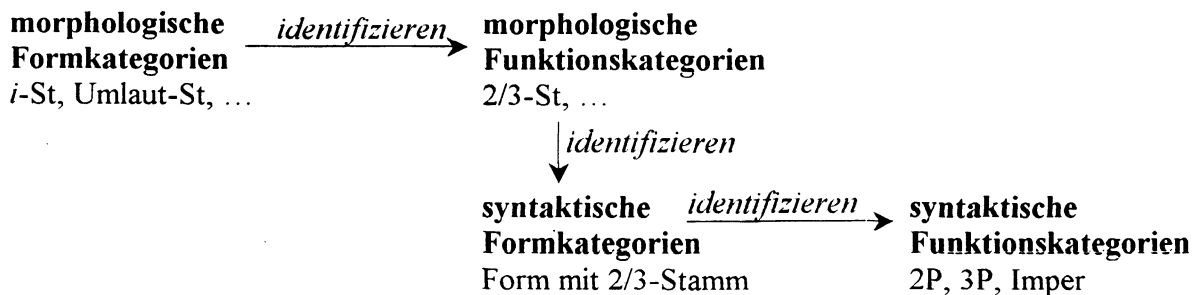 morphologische identifizieren morphologische
Formkategorien Funktionskategorien
i-St, Umlaut-St, ... 2/3-St, ...
identifizieren
syntaktische identifizieren syntaktische
Formkategorien Funktionskategorien
Form mit 2/3-Stamm 2P, 3P, Imper